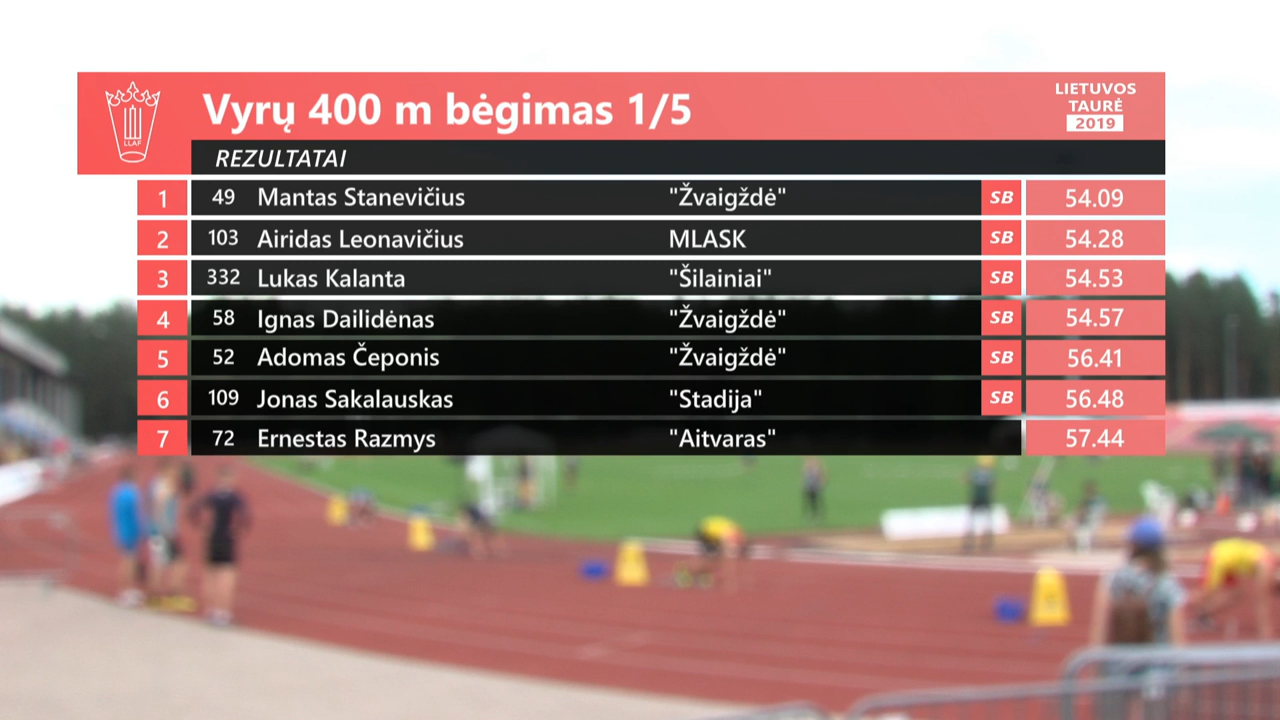 Vyrų 400 m bėgimas 1/5
LIETUVOS
TAURĖ
2019
LLAF
REZULTATAI
1 49 Mantas Stanevičius "Žvaigždė" SB 54.09
2 103 Airidas Leonavičius MLASK SB 54.28
3 332 Lukas Kalanta "Šilainiai" SB 54.53
4 58 Ignas Dailidėnas "Žvaigždė" SB 54.57
5 52 Adomas Čeponis "Žvaigždė" SB 56.41
6 109 Jonas Sakalauskas "Stadija" SB 56.48
7 72 Ernestas Razmys "Aitvaras" 57.44